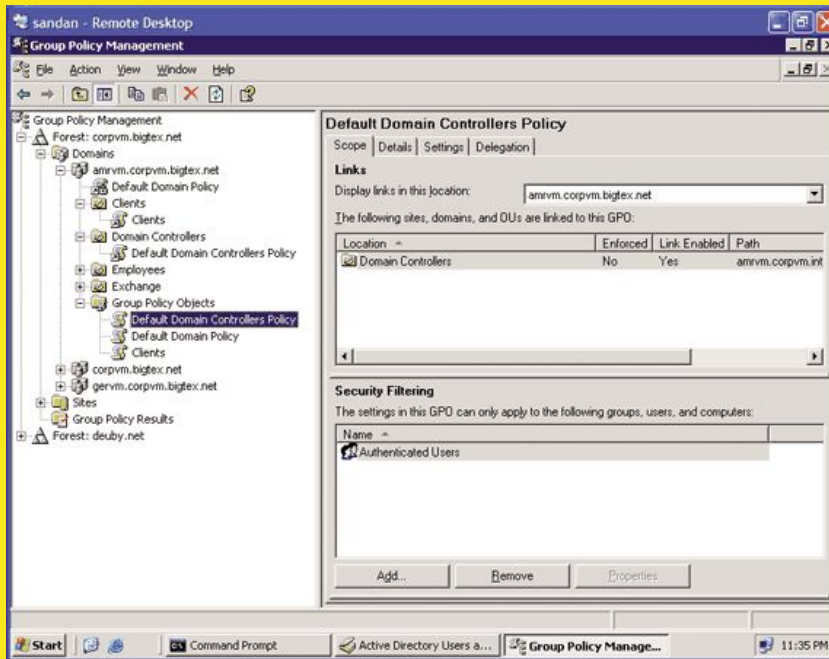 sandan - Remote Desktop
Group Policy Management
File Action View Window Help
Group Policy Management
Forest: corpvm.bigtex.net
Domains
amrvm.corpvm.bigtex.net
Default Domain Policy
Clients
Clients
Domain Controllers
Default Domain Controllers Policy
Employees
Exchange
Group Policy Objects
Default Domain Controllers Policy
Default Domain Policy
Clients
corpvm.bigtex.net
gervm.corpvm.bigtex.net
Sites
Group Policy Results
Forest: deuby.net
Default Domain Controllers Policy
Scope Details Settings Delegation
Links
Display links in this location: amrvm.corpvm.bigtex.net
The following sites, domains, and OUs are linked to this GPO:
Location Enforced Link Enabled Path
Domain Controllers No Yes amrvm.corpvm.int
Security Filtering
The settings in this GPO can only apply to the following groups, users, and computers:
Name
Authenticated Users
Add... Remove Properties
Start Command Prompt Active Directory Users a... Group Policy Manage... 11:35 PM